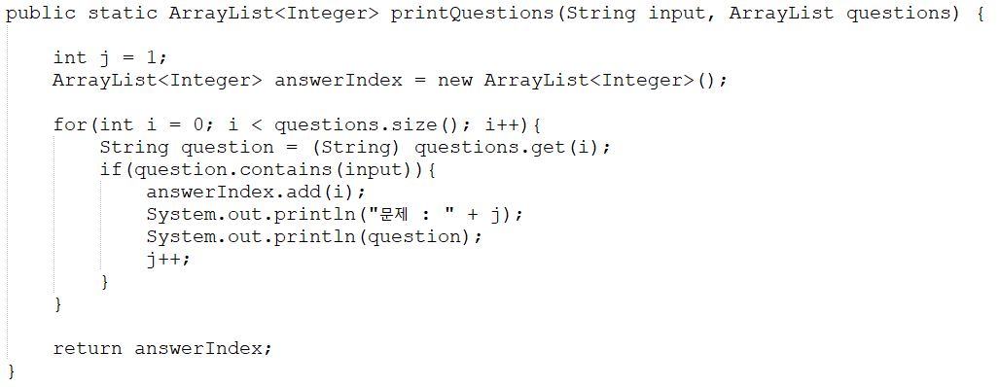 public static ArrayList<Integer> printQuestions(String input, ArrayList questions) {
int j = 1;
ArrayList<Integer> answerIndex = new ArrayList<Integer>();
for(int i = 0; i < questions.size(); i++){
String question = (String) questions.get(i);
if(question.contains(input)){
answerIndex.add(i);
System.out.println("문제 : " + j);
System.out.println(question);
j++;
}
}
return answerIndex;
}